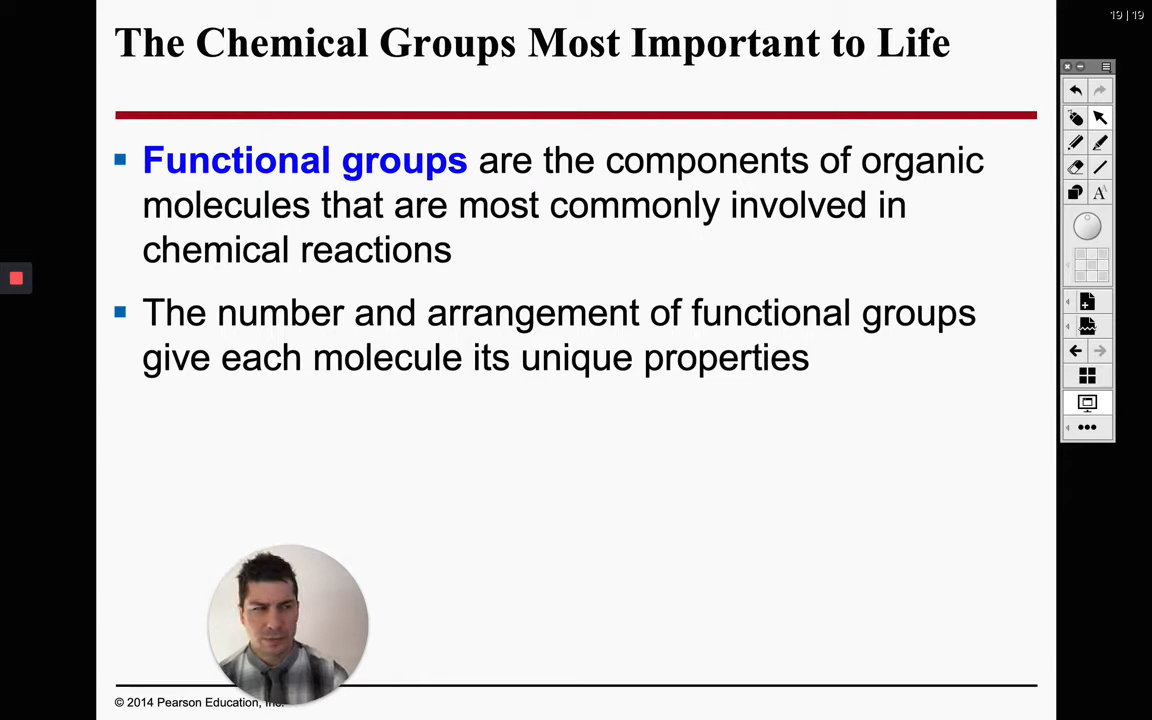 19 | 19
The Chemical Groups Most Important to Life
Functional groups are the components of organic
molecules that are most commonly involved in
chemical reactions
The number and arrangement of functional groups
give each molecule its unique properties
© 2014 Pearson Education, Inc.